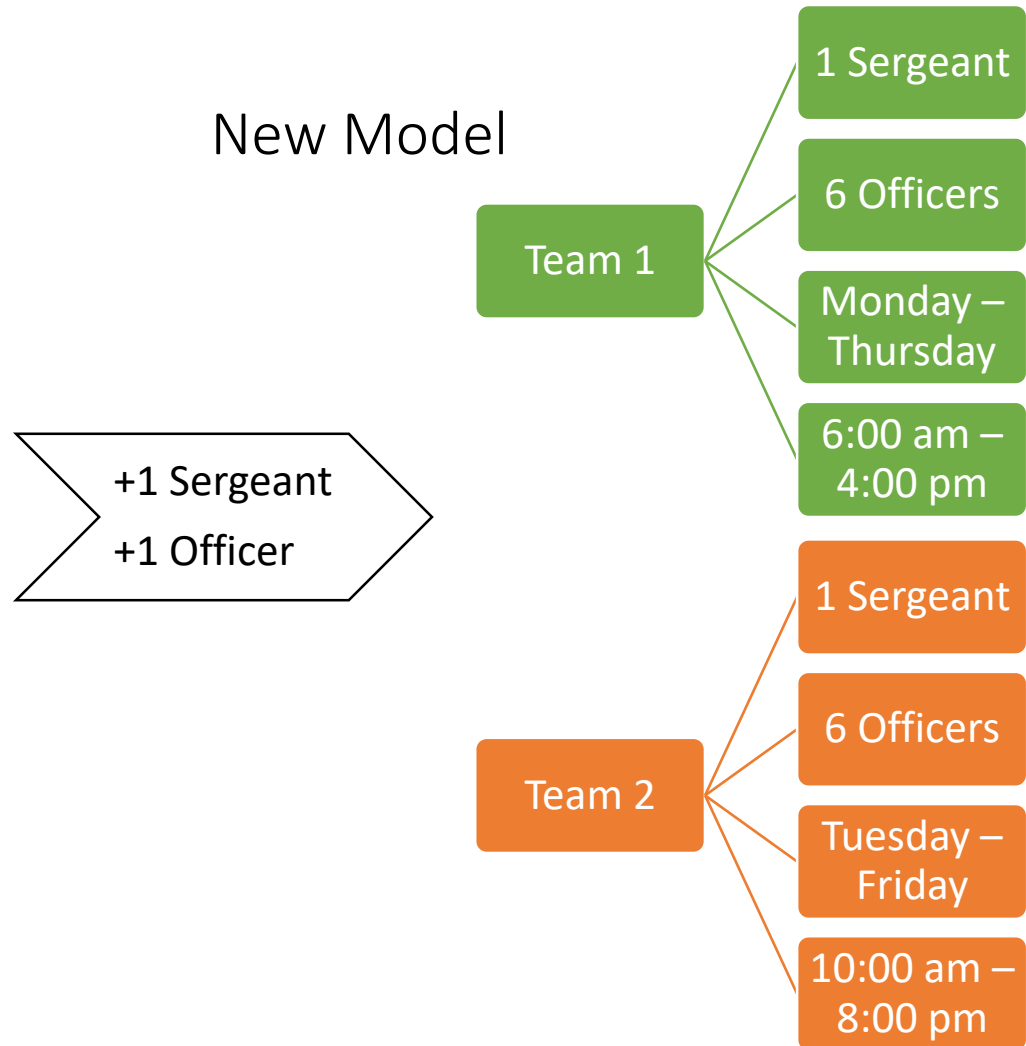 New Model
+1 Sergeant
+1 Officer
Team 1
1 Sergeant
6 Officers
Monday –
Thursday
6:00 am –
4:00 pm
Team 2
1 Sergeant
6 Officers
Tuesday –
Friday
10:00 am –
8:00 pm